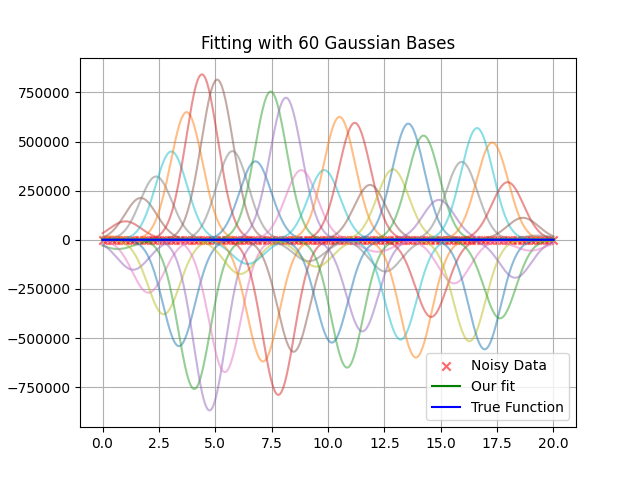 Fitting with 60 Gaussian Bases
750000
500000
250000
0
−250000
−500000
−750000
0.0 2.5 5.0 7.5 10.0 12.5 15.0 17.5 20.0
Noisy Data
Our fit
True Function